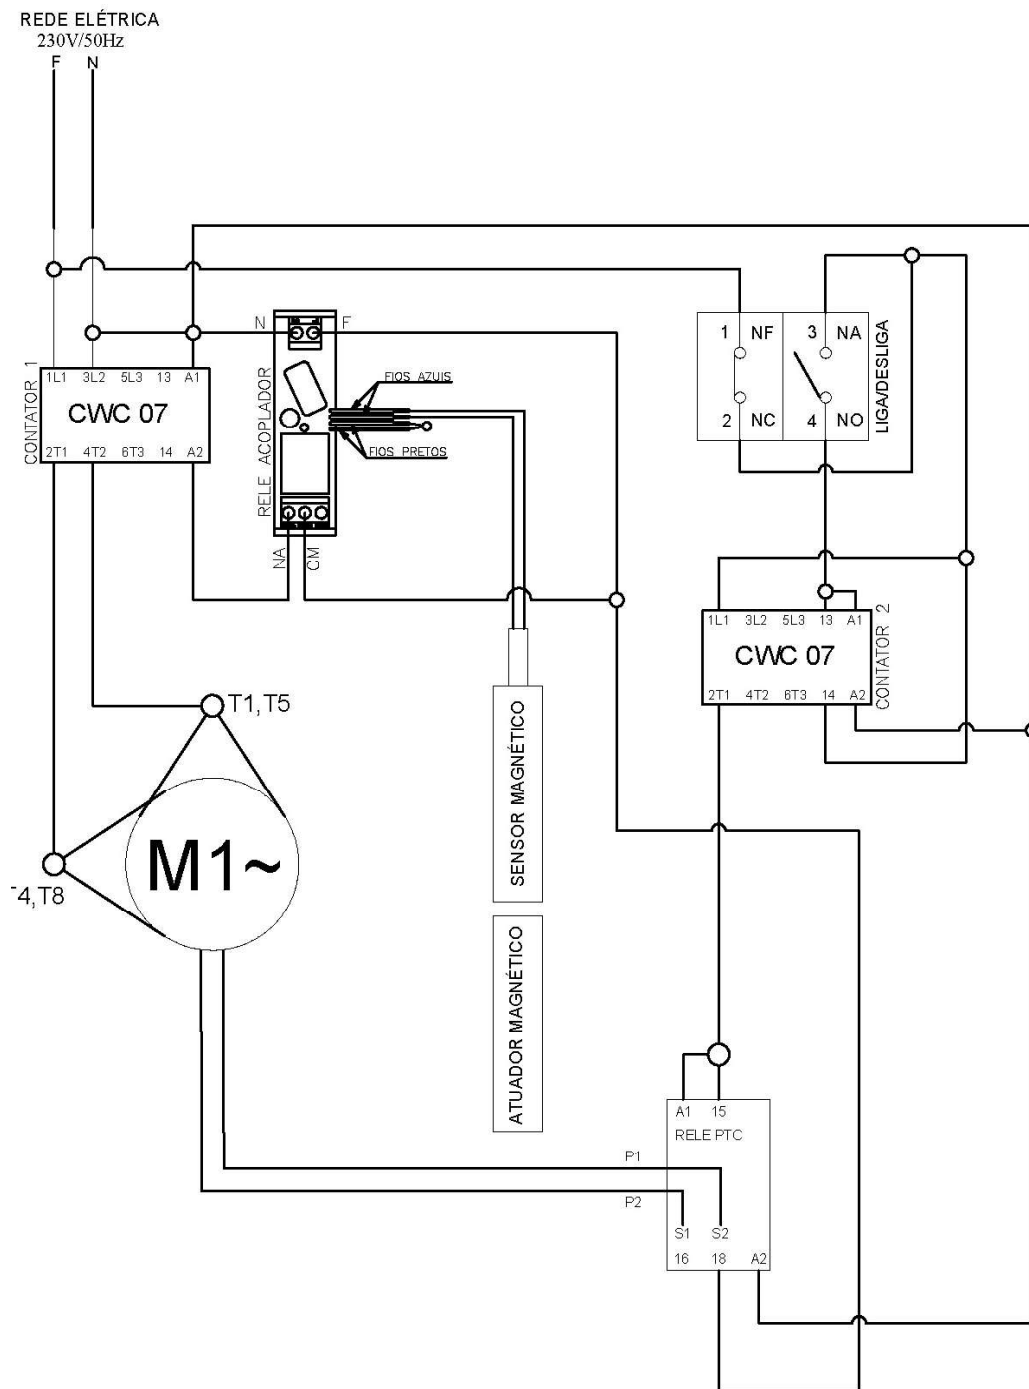 REDE ELÉTRICA
230V/50Hz
F N
N F
1 NF 3 NA
2 NC 4 NO
LIGA/DESLIGA
CONTATOR 1
1L1 3L2 5L3 13 A1
CWC 07
2T1 4T2 6T3 14 A2
RELE ACOPLADOR
FIOS AZUIS
FIOS PRETOS
NA CM
1L1 3L2 5L3 13 A1
CWC 07
2T1 4T2 6T3 14 A2
CONTATOR 2
T1,T5
M1~
4,T8
SENSOR MAGNÉTICO
ATUADOR MAGNÉTICO
A1 15
RELE PTC
P1
P2
S1 S2
16 18 A2